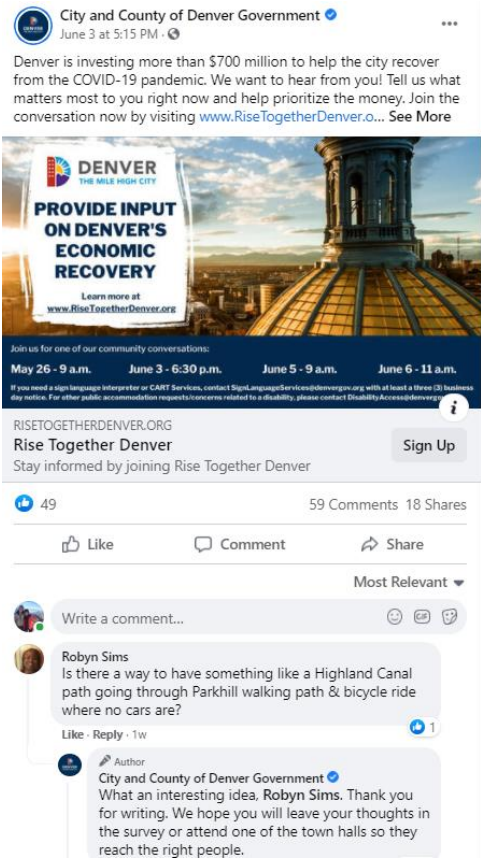 City and County of Denver Government
June 3 at 5:15 PM ·
Denver is investing more than $700 million to help the city recover
from the COVID-19 pandemic. We want to hear from you! Tell us what
matters most to you right now and help prioritize the money. Join the
conversation now by visiting www.RiseTogetherDenver.o... See More
DENVER
THE MILE HIGH CITY
PROVIDE INPUT
ON DENVER'S
ECONOMIC
RECOVERY
Learn more at
www.RiseTogetherDenver.org
Join us for one of our community conversations:
May 26 - 9 a.m. June 3 - 6:30 p.m. June 5 - 9 a.m. June 6 - 11 a.m.
If you need a sign language interpreter or CART Services, contact SignLanguageServices@denvergov.org with at least a three (3) business
day notice. For other public accommodation requests/concerns related to a disability, please contact DisabilityAccess@denvergo
i
RISETOGETHERDENVER.ORG
Rise Together Denver
Sign Up
Stay informed by joining Rise Together Denver
49 59 Comments 18 Shares
Like Comment Share
Most Relevant
Write a comment...
GIF
Robyn Sims
Is there a way to have something like a Highland Canal
path going through Parkhill walking path & bicycle ride
where no cars are?
1
Like · Reply · 1w
Author
City and County of Denver Government
What an interesting idea, Robyn Sims. Thank you
for writing. We hope you will leave your thoughts in
the survey or attend one of the town halls so they
reach the right people.